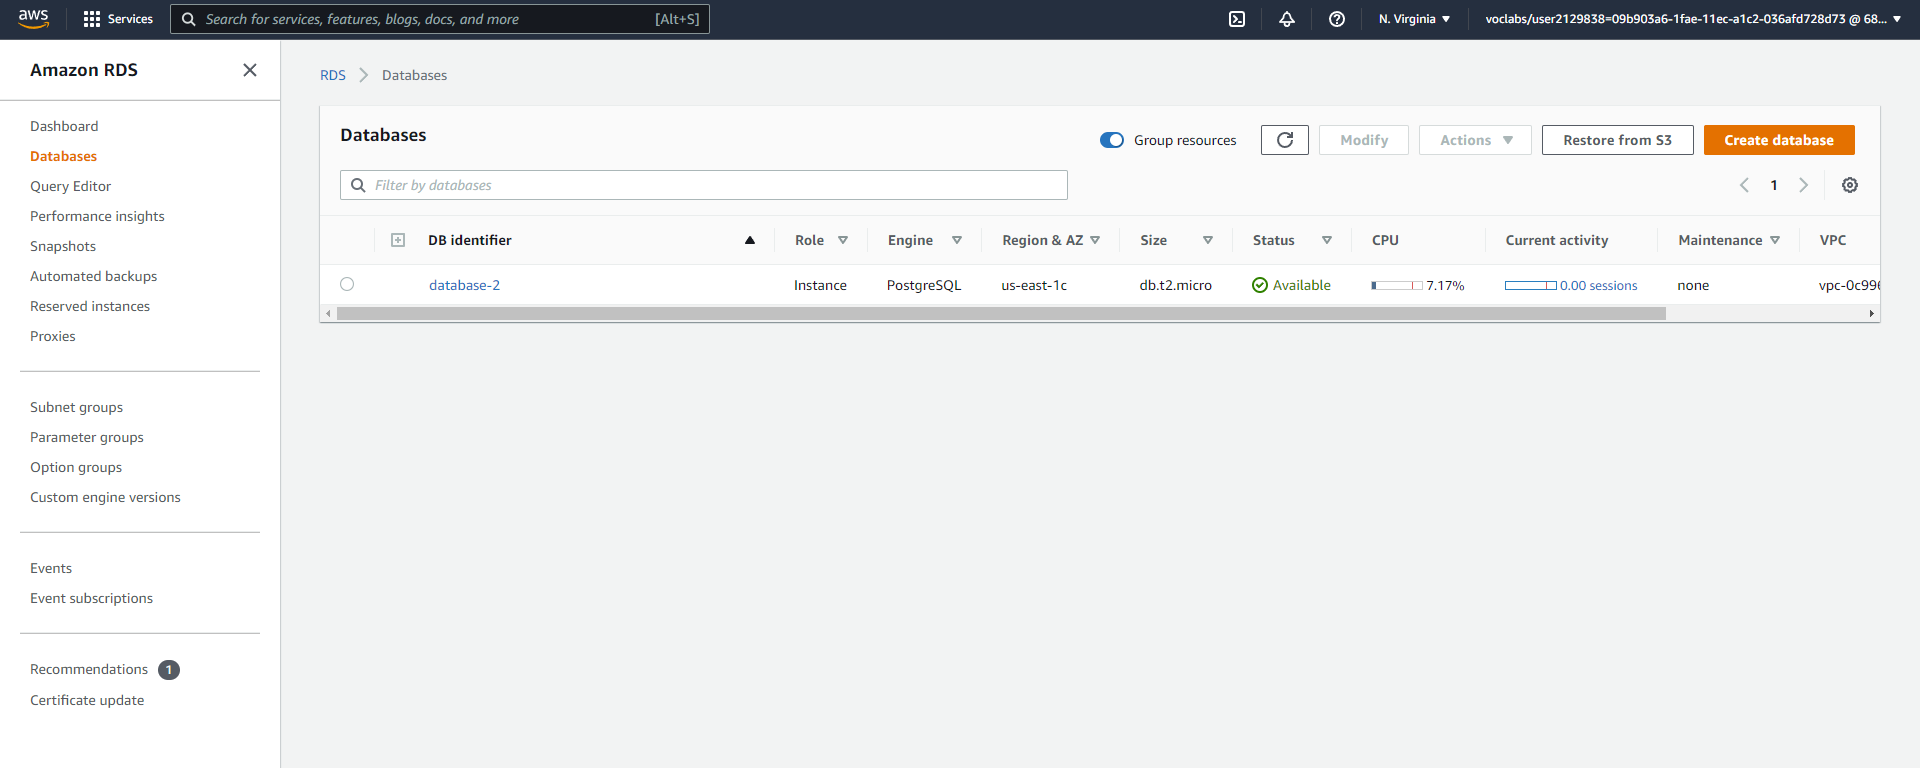 aws Services Search for services, features, blogs, docs, and more [Alt+S] N. Virginia voclabs/user2129838=09b903a6-1fae-11ec-a1c2-036afd728d73 @ 68...
Amazon RDS
Dashboard
Databases
Query Editor
Performance insights
Snapshots
Automated backups
Reserved instances
Proxies
Subnet groups
Parameter groups
Option groups
Custom engine versions
Events
Event subscriptions
Recommendations 1
Certificate update
RDS Databases
Databases
Group resources Modify Actions Restore from S3 Create database
Filter by databases 1
DB identifier Role Engine Region & AZ Size Status CPU Current activity Maintenance VPC
database-2 Instance PostgreSQL us-east-1c db.t2.micro Available 7.17% 0.00 sessions none vpc-0c996